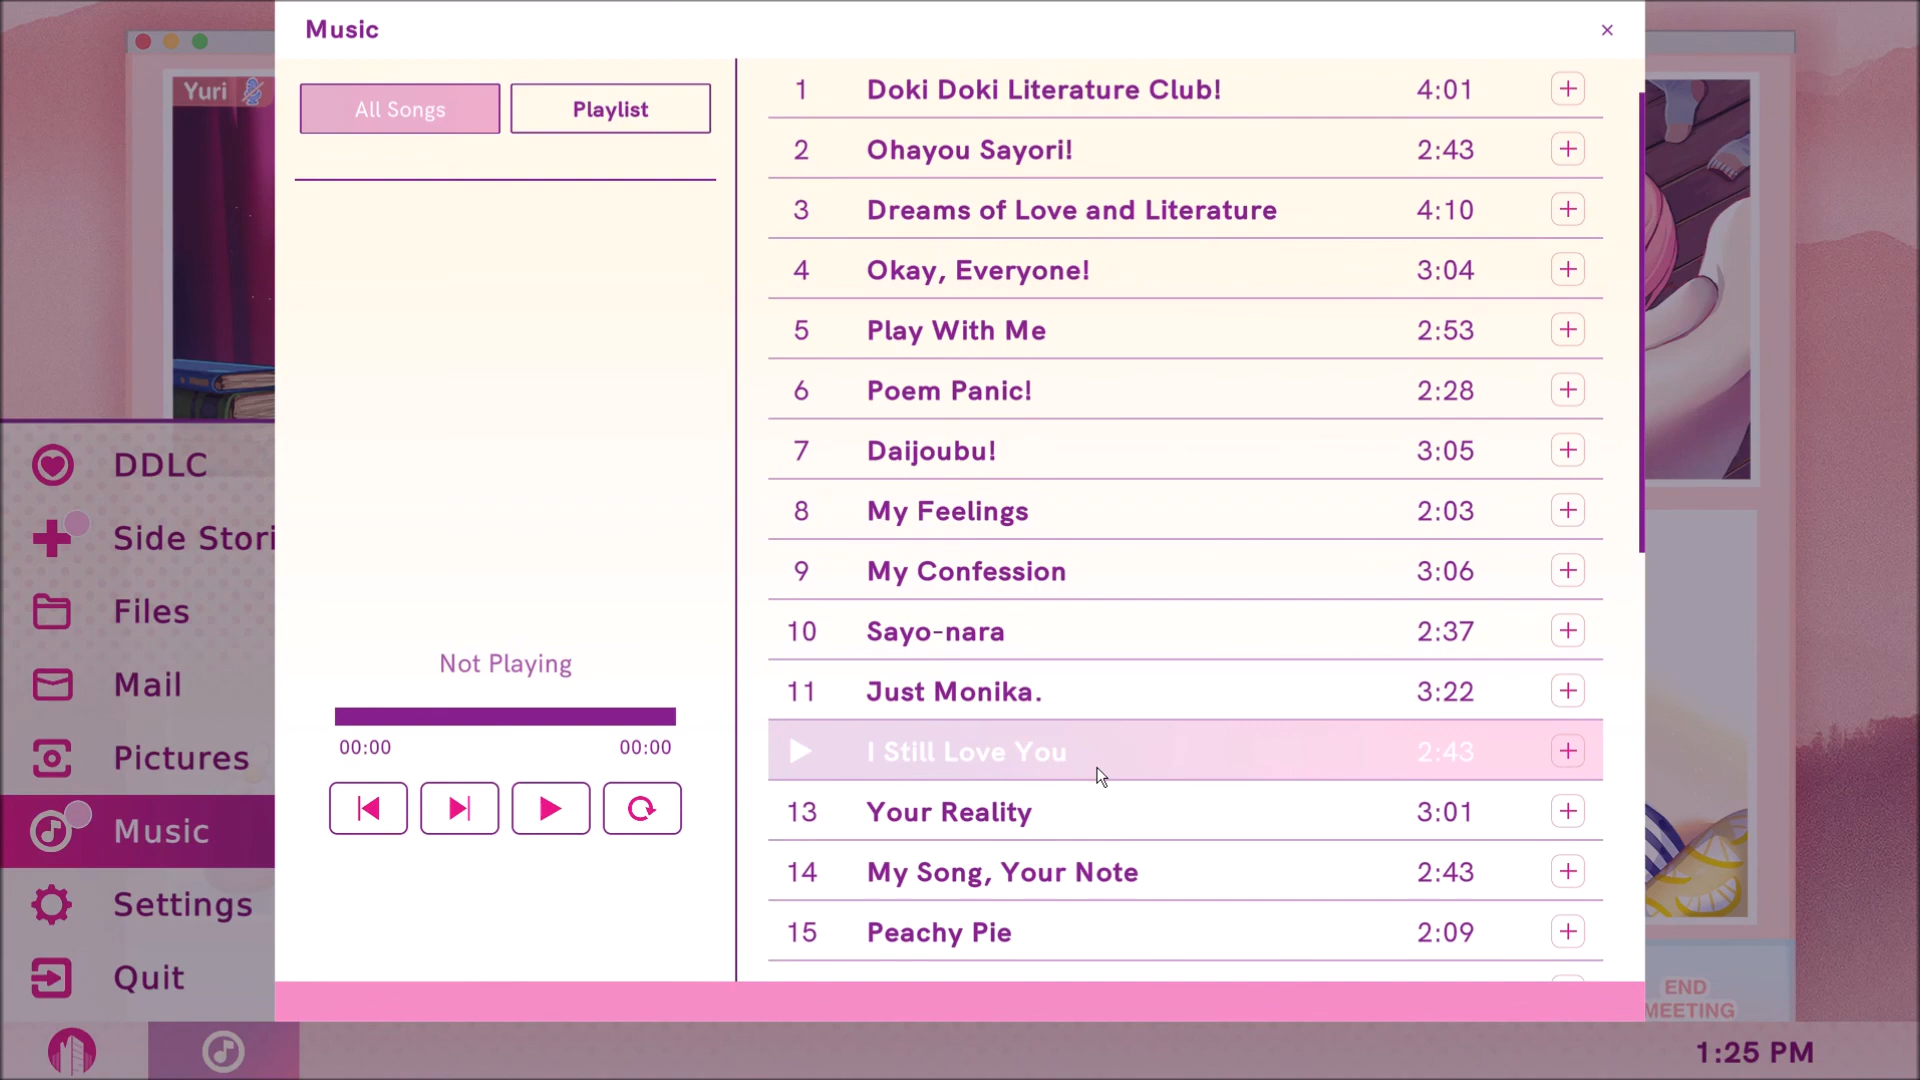 Music
×
Yuri
All Songs
Playlist
1 Doki Doki Literature Club! 4:01 +
2 Ohayou Sayori! 2:43 +
3 Dreams of Love and Literature 4:10 +
4 Okay, Everyone! 3:04 +
5 Play With Me 2:53 +
6 Poem Panic! 2:28 +
7 Daijoubu! 3:05 +
8 My Feelings 2:03 +
9 My Confession 3:06 +
10 Sayo-nara 2:37 +
11 Just Monika. 3:22 +
I Still Love You 2:43 +
13 Your Reality 3:01 +
14 My Song, Your Note 2:43 +
15 Peachy Pie 2:09 +
Not Playing
00:00 00:00
DDLC
Side Stori
Files
Mail
Pictures
Music
Settings
Quit
END
MEETING
1:25 PM